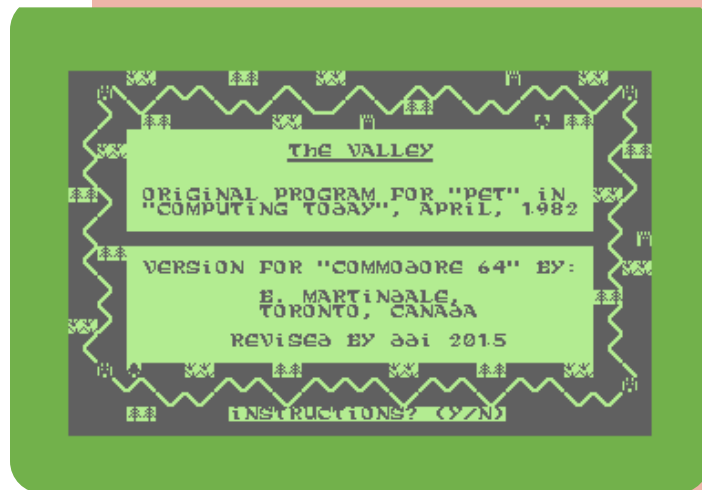 THE VALLEY
ORIGINAL PROGRAM FOR "PET" IN
"COMPUTING TODAY", APRIL, 1982
VERSION FOR "COMMODORE 64" BY:
E. MARTINDALE,
TORONTO, CANADA
REVISED BY ddi 2015
INSTRUCTIONS? (Y/N)